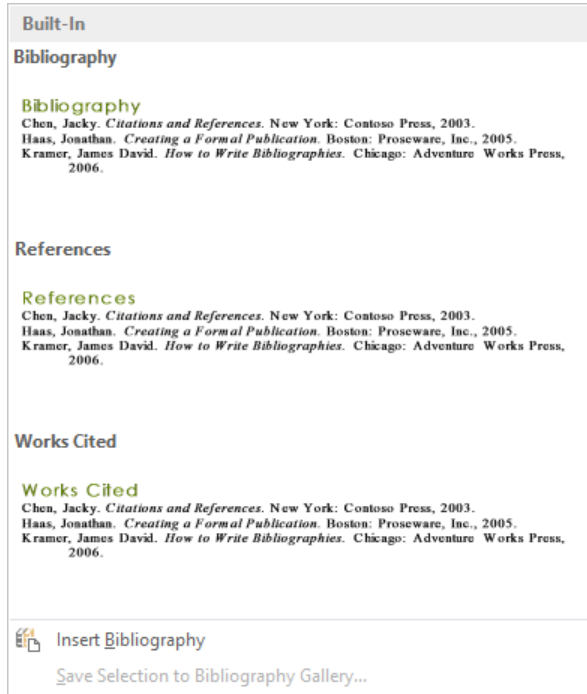 Built-In
Bibliography
Bibliography
Chen, Jacky. Citations and References. New York: Contoso Press, 2003.
Haas, Jonathan. Creating a Formal Publication. Boston: Proseware, Inc., 2005.
Kramer, James David. How to Write Bibliographies. Chicago: Adventure Works Press,
2006.
References
References
Chen, Jacky. Citations and References. New York: Contoso Press, 2003.
Haas, Jonathan. Creating a Formal Publication. Boston: Proseware, Inc., 2005.
Kramer, James David. How to Write Bibliographies. Chicago: Adventure Works Press,
2006.
Works Cited
Works Cited
Chen, Jacky. Citations and References. New York: Contoso Press, 2003.
Haas, Jonathan. Creating a Formal Publication. Boston: Proseware, Inc., 2005.
Kramer, James David. How to Write Bibliographies. Chicago: Adventure Works Press,
2006.
Insert Bibliography
Save Selection to Bibliography Gallery...